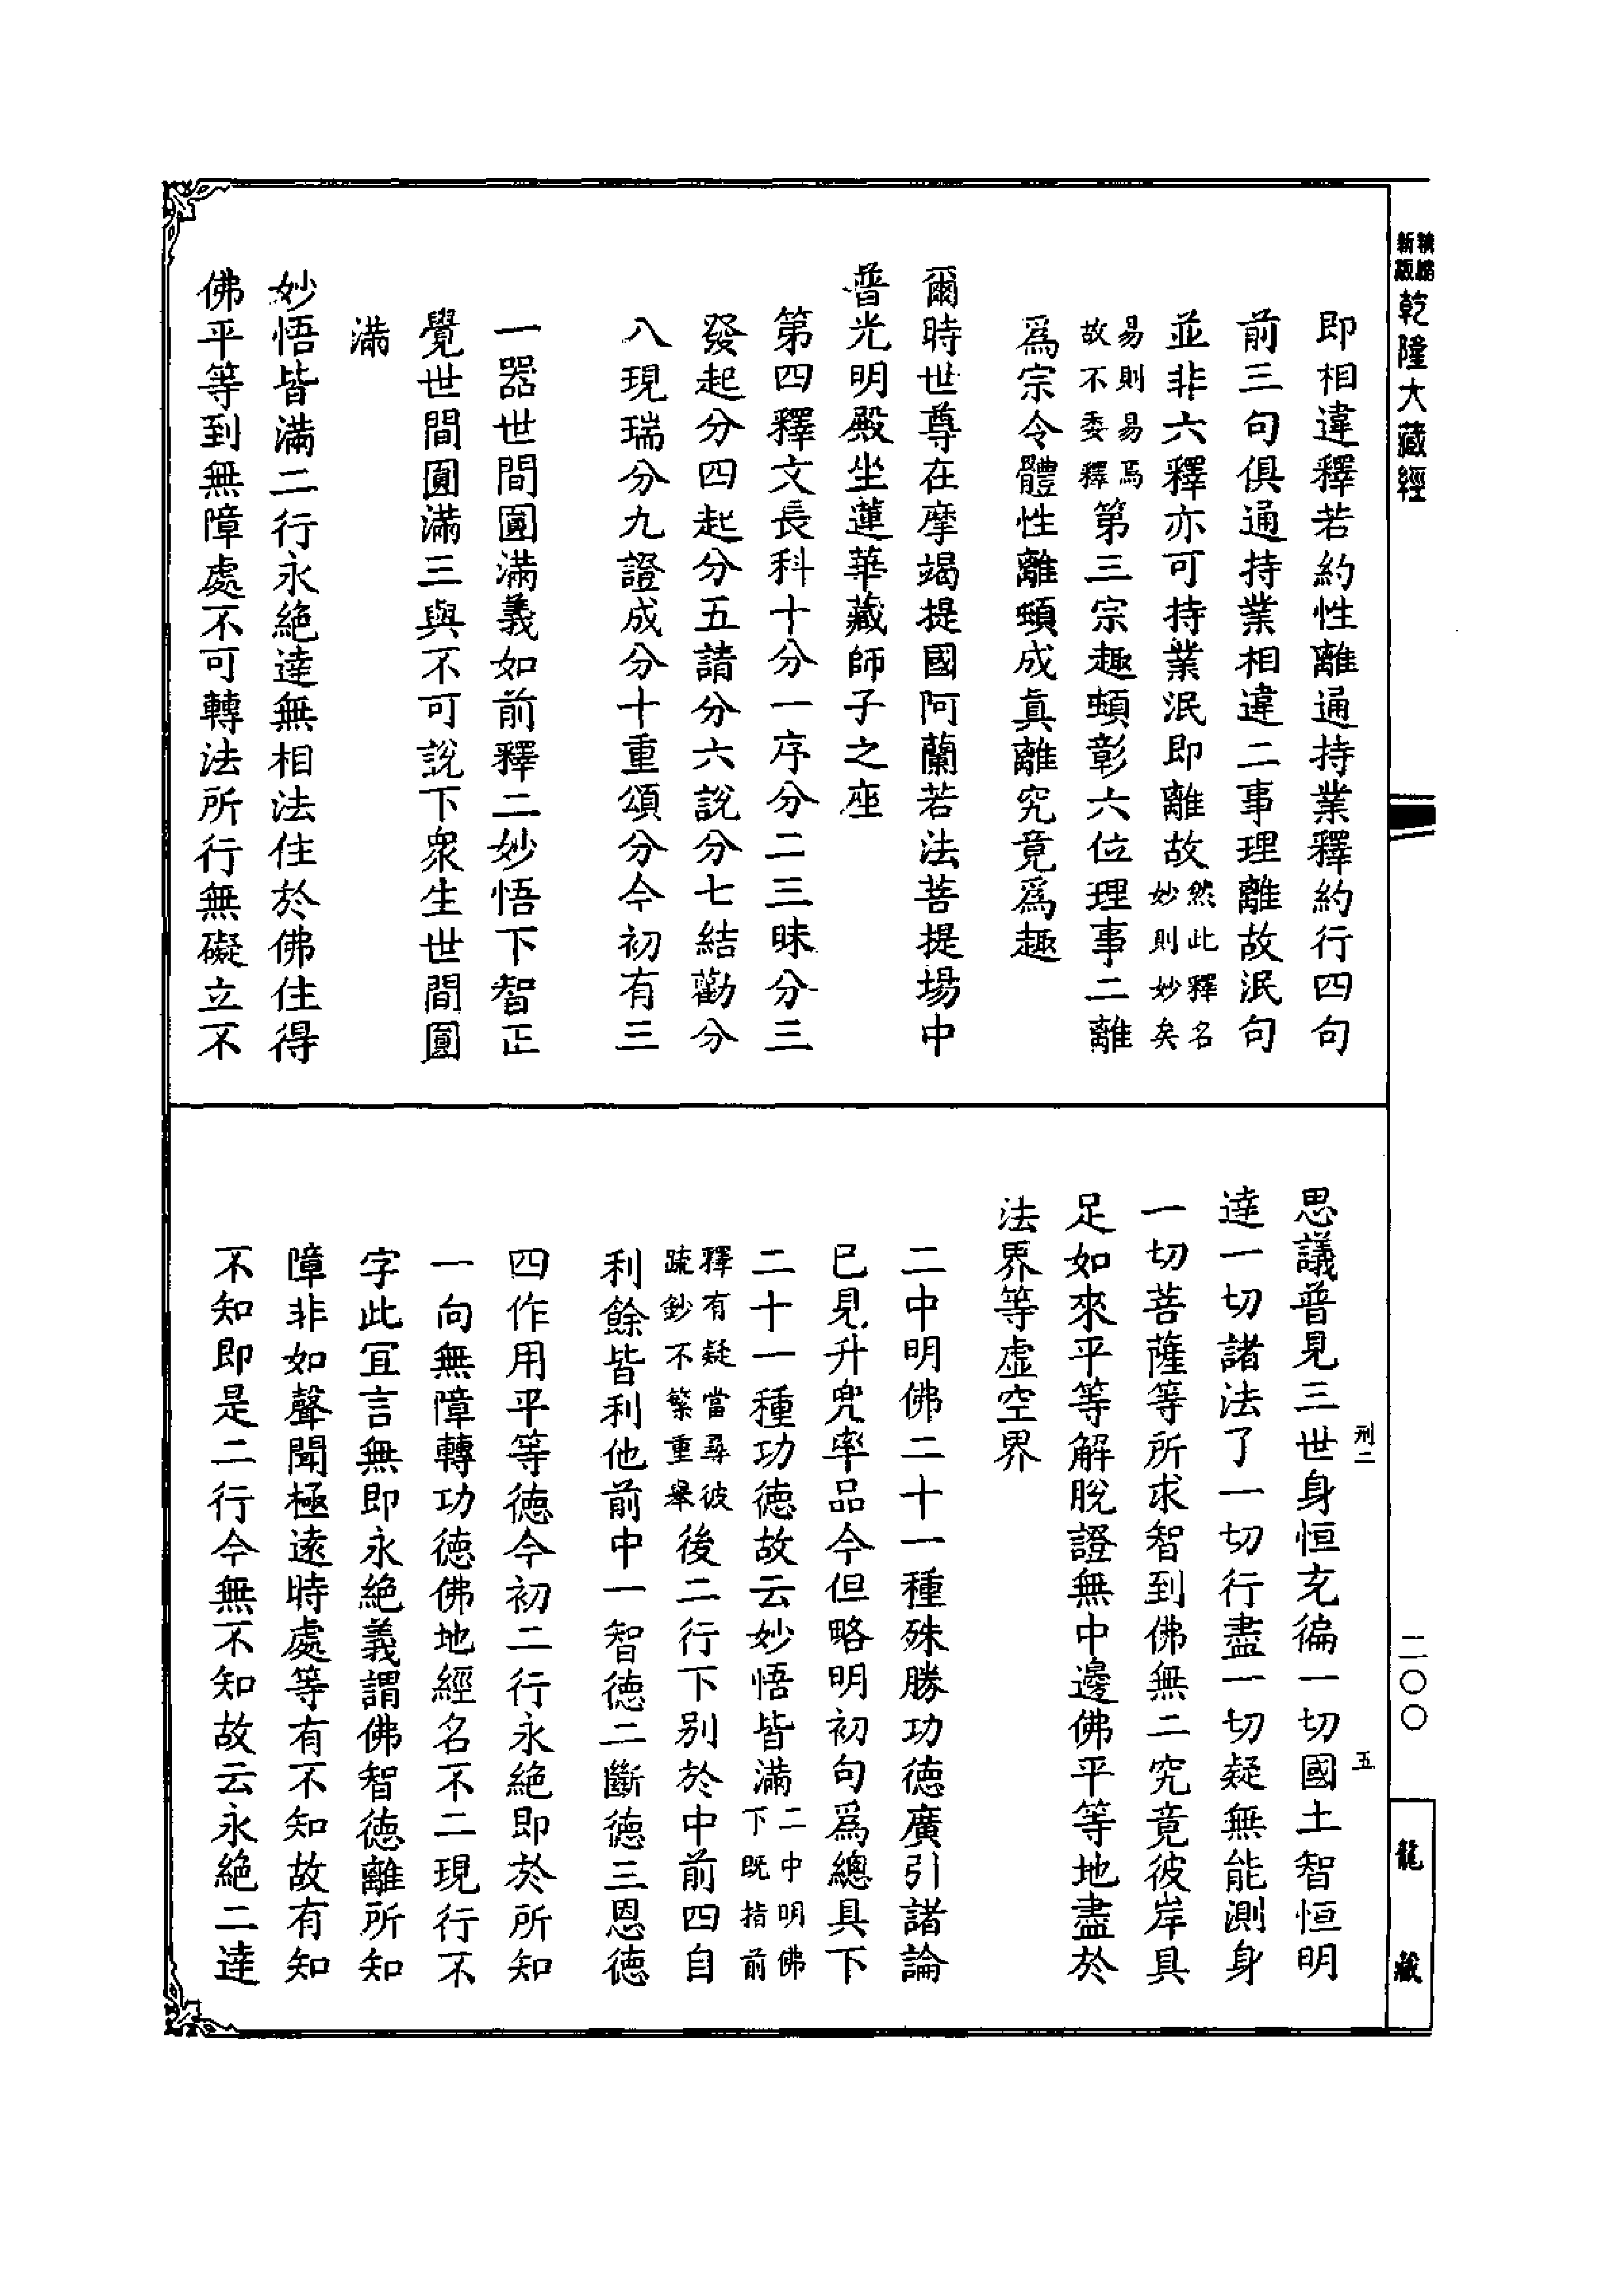 精縮
新版
乾隆大藏經
即相違釋若約性離通持業釋約行四句
前三句俱通持業相違二事理離故泯句
並非六釋亦可持業泯即離故然此釋名妙則妙矣
易則易焉故不委釋第三宗趣頓彰六位理事二離
爲宗令體性離頓成真離究竟爲趣
爾時世尊在摩竭提國阿蘭若法菩提場中
普光明殿坐蓮華藏師子之座
第四釋文長科十分一序分二三昧分三
發起分四起分五請分六說分七結勸分
八現瑞分九證成分十重頌分今初有三
一器世間圓滿義如前釋二妙悟下智正
覺世間圓滿三與不可說下衆生世間圓
滿
妙悟皆滿二行永絕達無相法住於佛住得
佛平等到無障處不可轉法所行無礙立不
思議普見三世身恒充徧一切國土智恒明
達一切諸法了一切行盡一切疑無能測身
一切菩薩等所求智到佛無二究竟彼岸具
足如來平等解脫證無中邊佛平等地盡於
法界等虛空界
二中明佛二十一種殊勝功德廣引諸論
已見升兜率品今但略明初句爲總具下
二十一種功德故云妙悟皆滿二中明佛下既指前
釋有疑當尋彼疏鈔不繁重舉後二行下別於中前四自
利餘皆利他前中一智德二斷德三恩德
四作用平等德今初二行永絕即於所知
一向無障轉功德佛地經名不二現行不
字此宜言無即永絕義謂佛智德離所知
障非如聲聞極遠時處等有不知故有知
不知即是二行今無不知故云永絕二達
刑二
五
二〇〇
龍藏